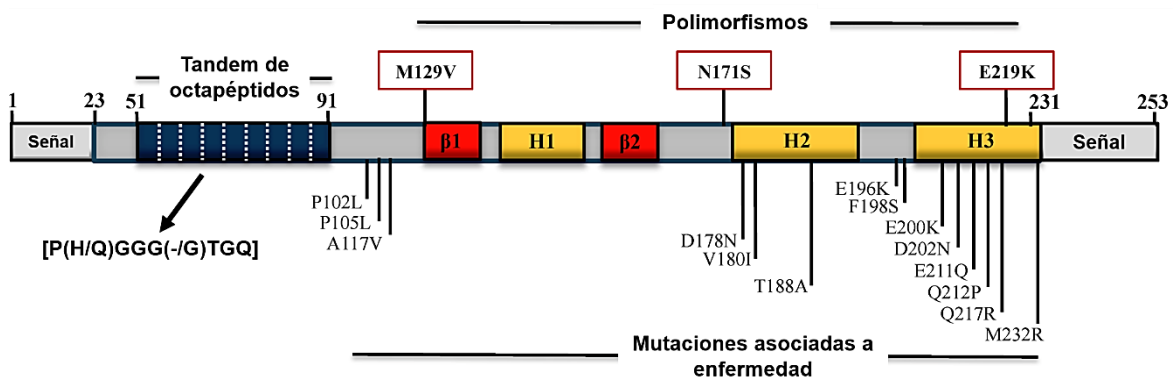 Polimorfismos
Tandem de
octapéptidos
M129V
N171S
E219K
1
23
51
91
231
253
Señal
β1
H1
β2
H2
H3
Señal
P102L
P105L
A117V
[P(H/Q)GGG(-/G)TGQ]
D178N
V180I
T188A
E196K
F198S
E200K
D202N
E211Q
Q212P
Q217R
M232R
Mutaciones asociadas a
enfermedad